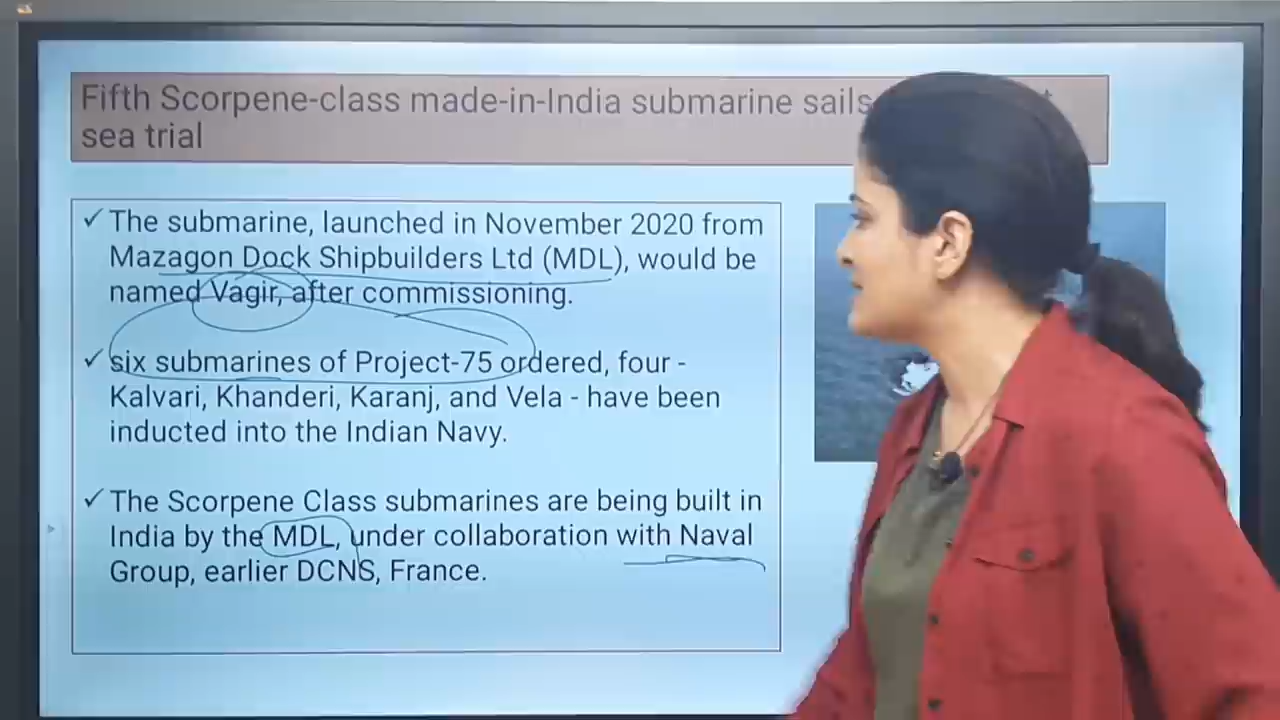 Fifth Scorpene-class made-in-India submarine sails
sea trial
✓ The submarine, launched in November 2020 from
Mazagon Dock Shipbuilders Ltd (MDL), would be
named Vagir, after commissioning.
✓ six submarines of Project-75 ordered, four -
Kalvari, Khanderi, Karanj, and Vela - have been
inducted into the Indian Navy.
✓ The Scorpene Class submarines are being built in
India by the MDL, under collaboration with Naval
Group, earlier DCNS, France.